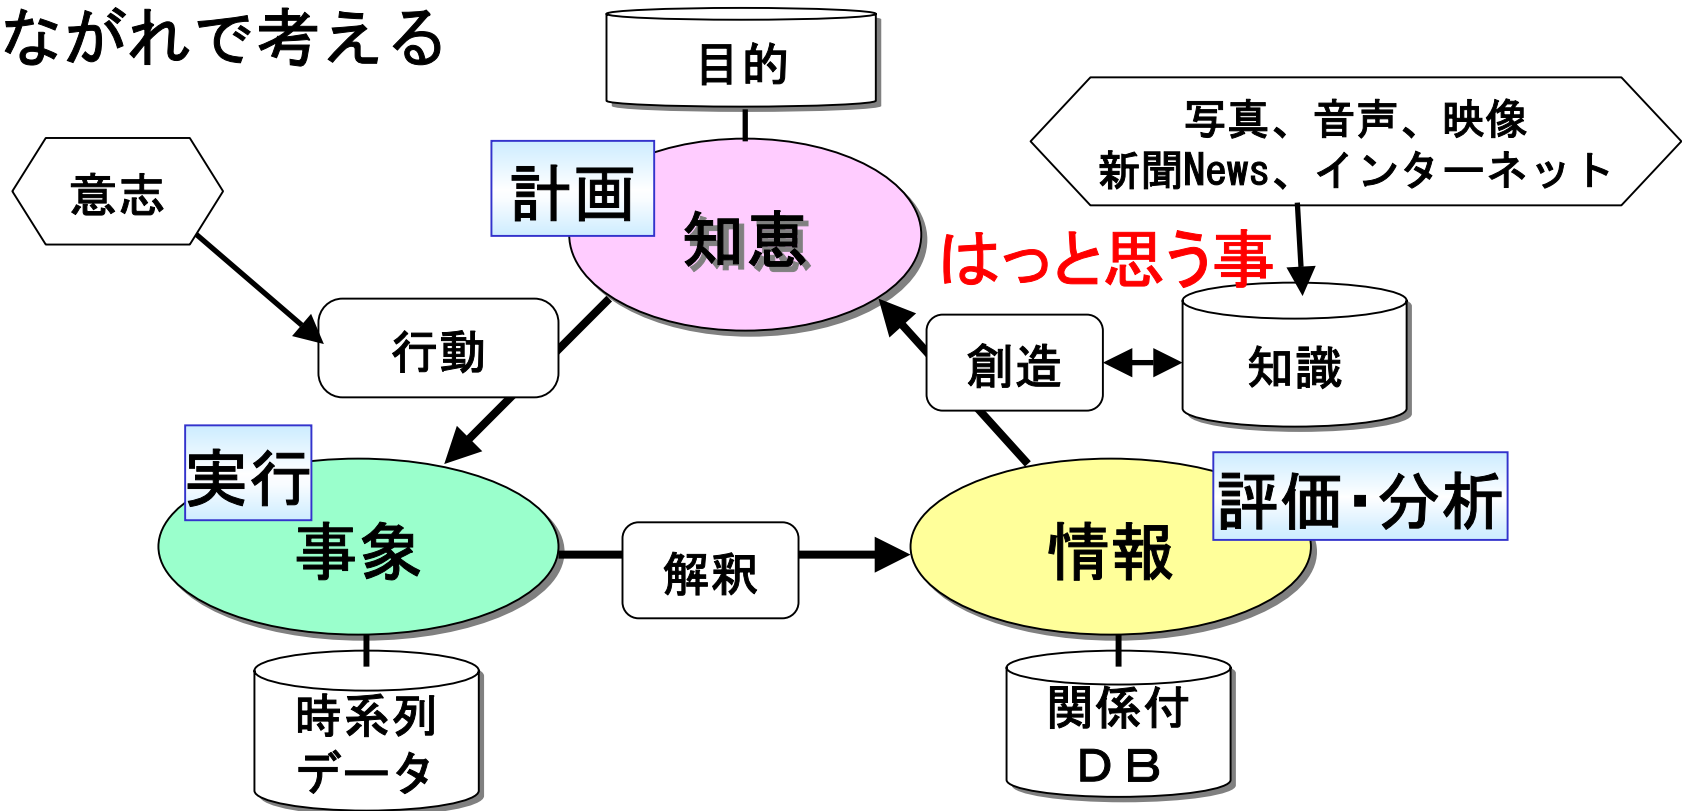 ながれで考える
目的
写真、音声、映像
新聞News、インターネット
意志
計画
知恵
はっと思う事
行動
創造
知識
実行
事象
解釈
情報
評価・分析
時系列
データ
関係付
ＤＢ